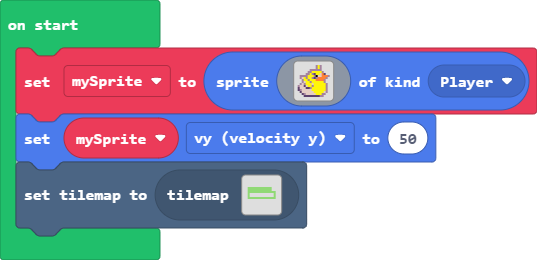 on start
set mySprite to sprite of kind Player
set mySprite vy (velocity y) to 50
set tilemap to tilemap